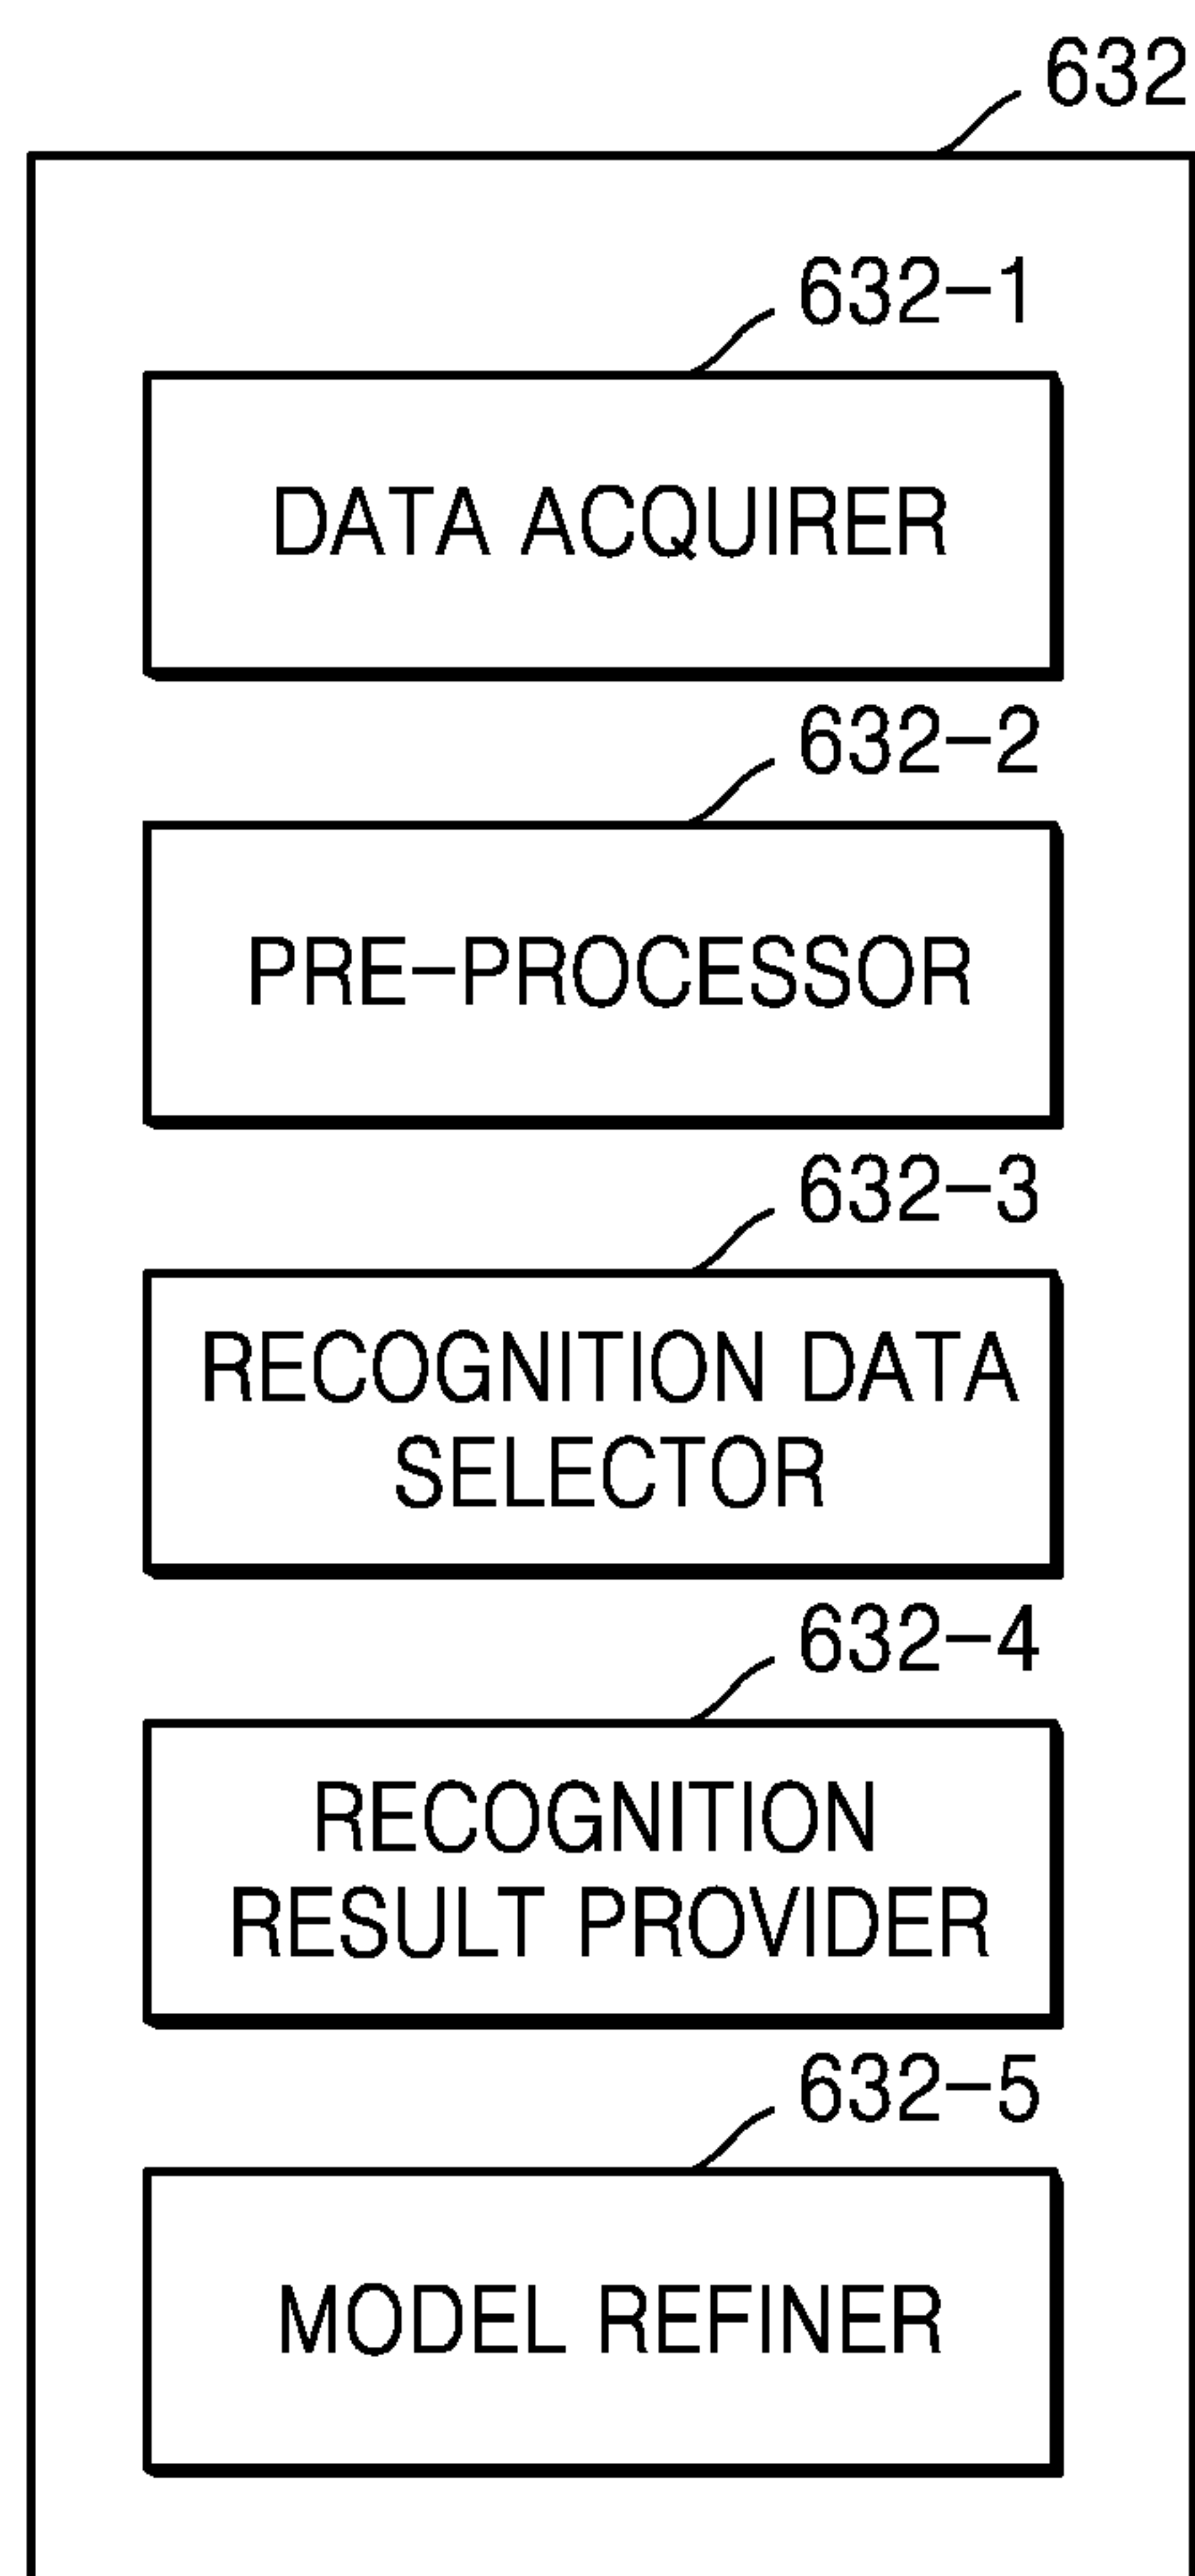 632
632-1
DATA ACQUIRER
632-2
PRE-PROCESSOR
632-3
RECOGNITION DATA
SELECTOR
632-4
RECOGNITION
RESULT PROVIDER
632-5
MODEL REFINER